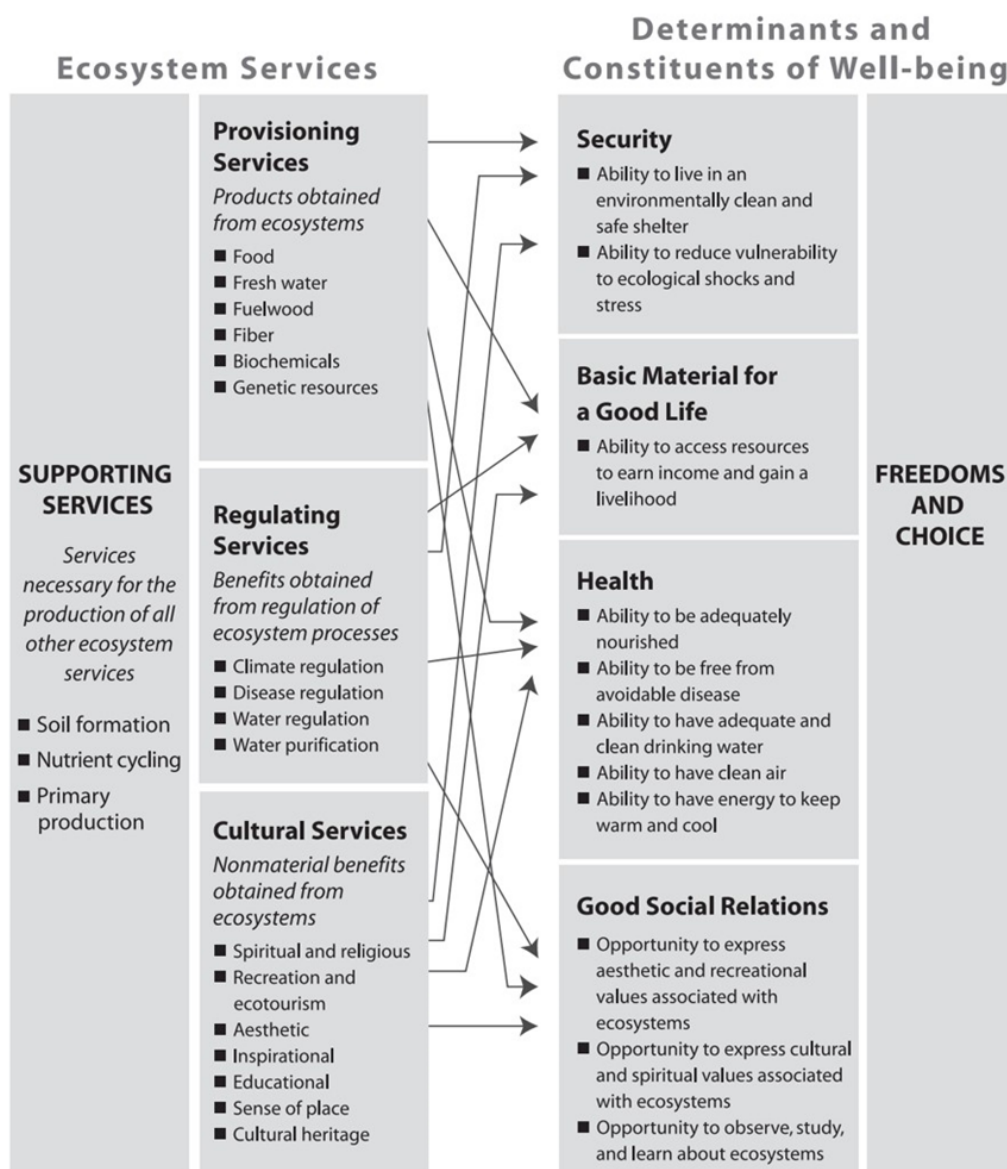 Ecosystem Services
Determinants and
Constituents of Well-being
SUPPORTING
SERVICES
Services
necessary for the
production of all
other ecosystem
services
■ Soil formation
■ Nutrient cycling
■ Primary
production
Provisioning
Services
Products obtained
from ecosystems
■ Food
■ Fresh water
■ Fuelwood
■ Fiber
■ Biochemicals
■ Genetic resources
Regulating
Services
Benefits obtained
from regulation of
ecosystem processes
■ Climate regulation
■ Disease regulation
■ Water regulation
■ Water purification
Cultural Services
Nonmaterial benefits
obtained from
ecosystems
■ Spiritual and religious
■ Recreation and
ecotourism
■ Aesthetic
■ Inspirational
■ Educational
■ Sense of place
■ Cultural heritage
Security
■ Ability to live in an
environmentally clean and
safe shelter
■ Ability to reduce vulnerability
to ecological shocks and
stress
Basic Material for
a Good Life
■ Ability to access resources
to earn income and gain a
livelihood
Health
■ Ability to be adequately
nourished
■ Ability to be free from
avoidable disease
■ Ability to have adequate and
clean drinking water
■ Ability to have clean air
■ Ability to have energy to keep
warm and cool
Good Social Relations
■ Opportunity to express
aesthetic and recreational
values associated with
ecosystems
■ Opportunity to express cultural
and spiritual values associated
with ecosystems
■ Opportunity to observe, study,
and learn about ecosystems
FREEDOMS
AND
CHOICE